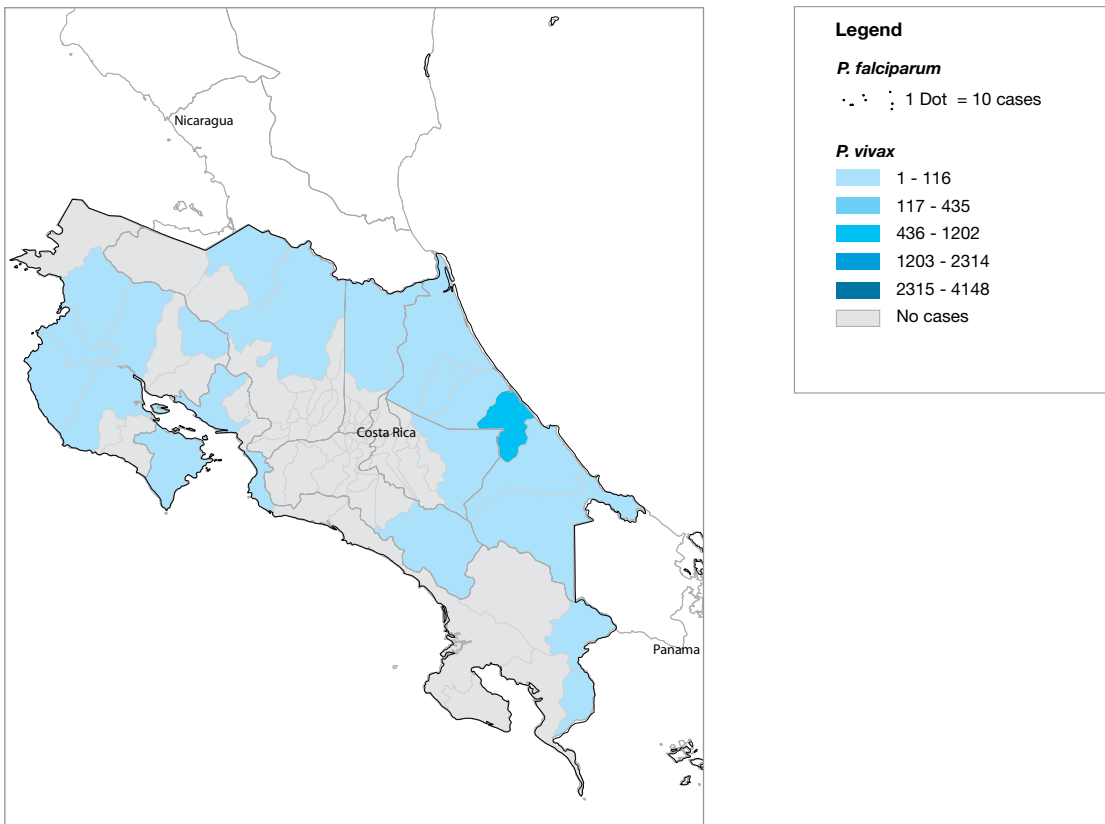 Nicaragua
Costa Rica
Panama
Legend
P. falciparum
1 Dot = 10 cases
P. vivax
1 - 116
117 - 435
436 - 1202
1203 - 2314
2315 - 4148
No cases